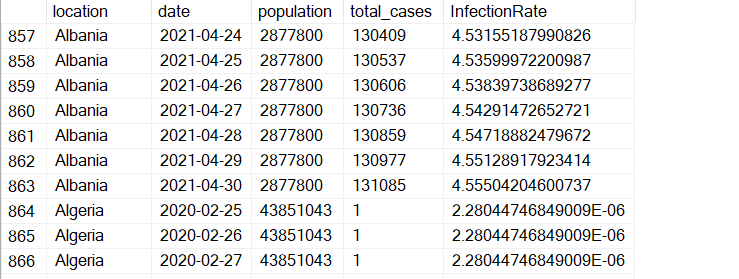 location date population total_cases InfectionRate
857 Albania 2021-04-24 2877800 130409 4.53155187990826
858 Albania 2021-04-25 2877800 130537 4.53599972200987
859 Albania 2021-04-26 2877800 130606 4.53839738689277
860 Albania 2021-04-27 2877800 130736 4.54291472652721
861 Albania 2021-04-28 2877800 130859 4.54718882479672
862 Albania 2021-04-29 2877800 130977 4.55128917923414
863 Albania 2021-04-30 2877800 131085 4.55504204600737
864 Algeria 2020-02-25 43851043 1 2.28044746849009E-06
865 Algeria 2020-02-26 43851043 1 2.28044746849009E-06
866 Algeria 2020-02-27 43851043 1 2.28044746849009E-06